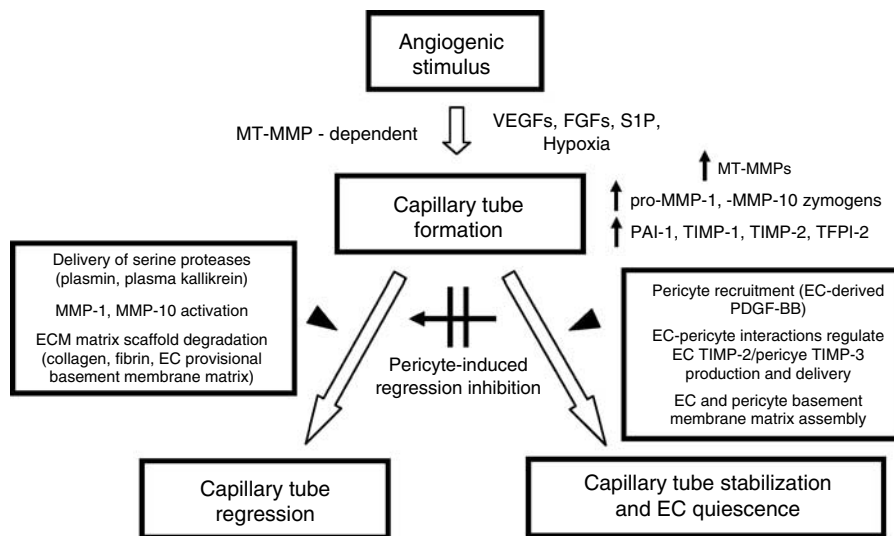 Angiogenic
stimulus
MT-MMP - dependent
VEGFs, FGFs, S1P,
Hypoxia
MT-MMPs
pro-MMP-1, -MMP-10 zymogens
PAI-1, TIMP-1, TIMP-2, TFPI-2
Capillary tube
formation
Delivery of serine proteases
(plasmin, plasma kallikrein)
MMP-1, MMP-10 activation
ECM matrix scaffold degradation
(collagen, fibrin, EC provisional
basement membrane matrix)
Pericyte-induced
regression inhibition
Pericyte recruitment (EC-derived
PDGF-BB)
EC-pericyte interactions regulate
EC TIMP-2/pericye TIMP-3
production and delivery
EC and pericyte basement
membrane matrix assembly
Capillary tube
regression
Capillary tube stabilization
and EC quiescence